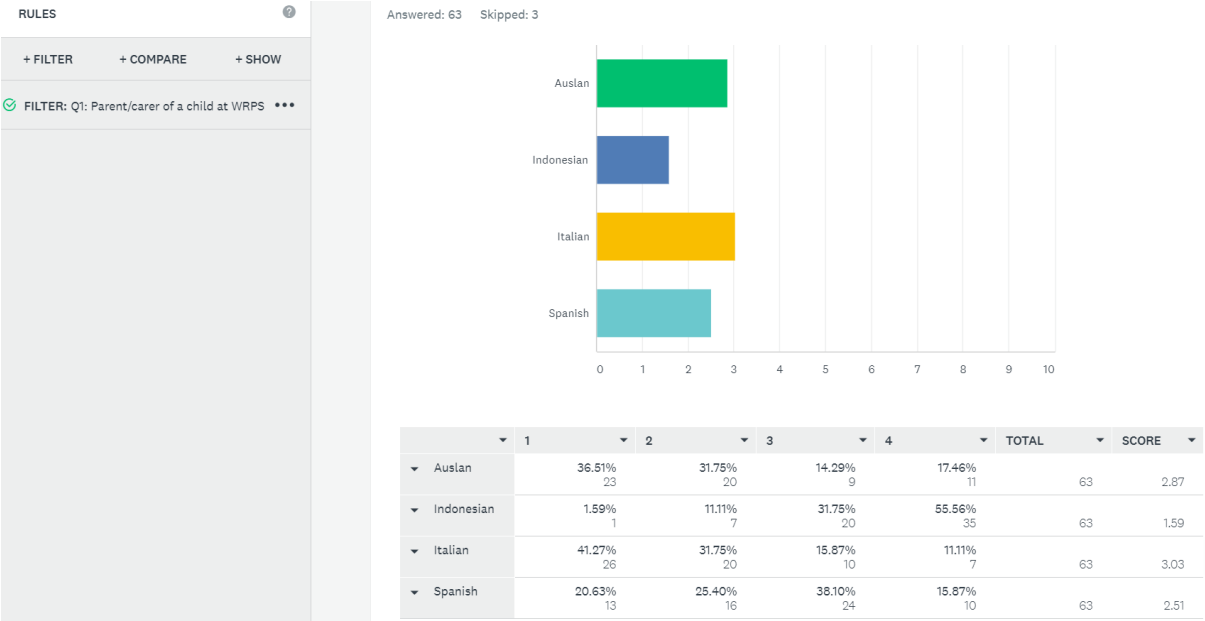 RULES
?
+ FILTER + COMPARE + SHOW
FILTER: Q1: Parent/carer of a child at WRPS •••
Answered: 63 Skipped: 3
Auslan
Indonesian
Italian
Spanish
0 1 2 3 4 5 6 7 8 9 10
1 2 3 4 TOTAL SCORE
Auslan 36.51% 31.75% 14.29% 17.46%
23 20 9 11 63 2.87
Indonesian 1.59% 11.11% 31.75% 55.56%
1 7 20 35 63 1.59
Italian 41.27% 31.75% 15.87% 11.11%
26 20 10 7 63 3.03
Spanish 20.63% 25.40% 38.10% 15.87%
13 16 24 10 63 2.51